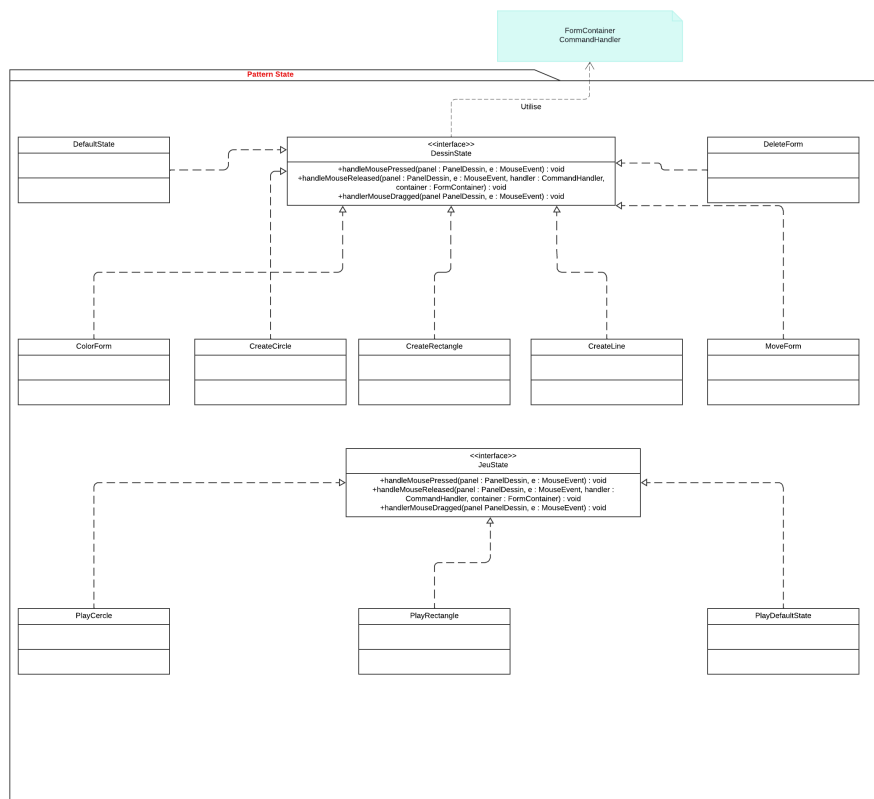 FormContainer
CommandHandler
Pattern State
Utilise
DefaultState
<<interface>>
DessinState
+handleMousePressed(panel : PanelDessin, e : MouseEvent) : void
+handleMouseReleased(panel : PanelDessin, e : MouseEvent, handler : CommandHandler,
container : FormContainer) : void
+handlerMouseDragged(panel PanelDessin, e : MouseEvent) : void
DeleteForm
ColorForm
CreateCircle
CreateRectangle
CreateLine
MoveForm
<<interface>>
JeuState
+handleMousePressed(panel : PanelDessin, e : MouseEvent) : void
+handleMouseReleased(panel : PanelDessin, e : MouseEvent, handler :
CommandHandler, container : FormContainer) : void
+handlerMouseDragged(panel PanelDessin, e : MouseEvent) : void
PlayCercle
PlayRectangle
PlayDefaultState